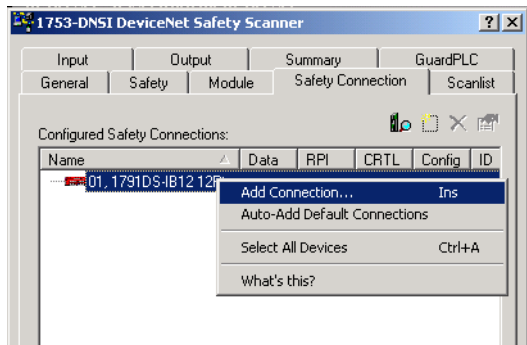 1753-DNSI DeviceNet Safety Scanner
Input Output Summary GuardPLC
General Safety Module Safety Connection Scanlist
Configured Safety Connections:
Name Data RPI CRTL Config ID
01, 1791DS-IB12
Add Connection... Ins
Auto-Add Default Connections
Select All Devices Ctrl+A
What's this?